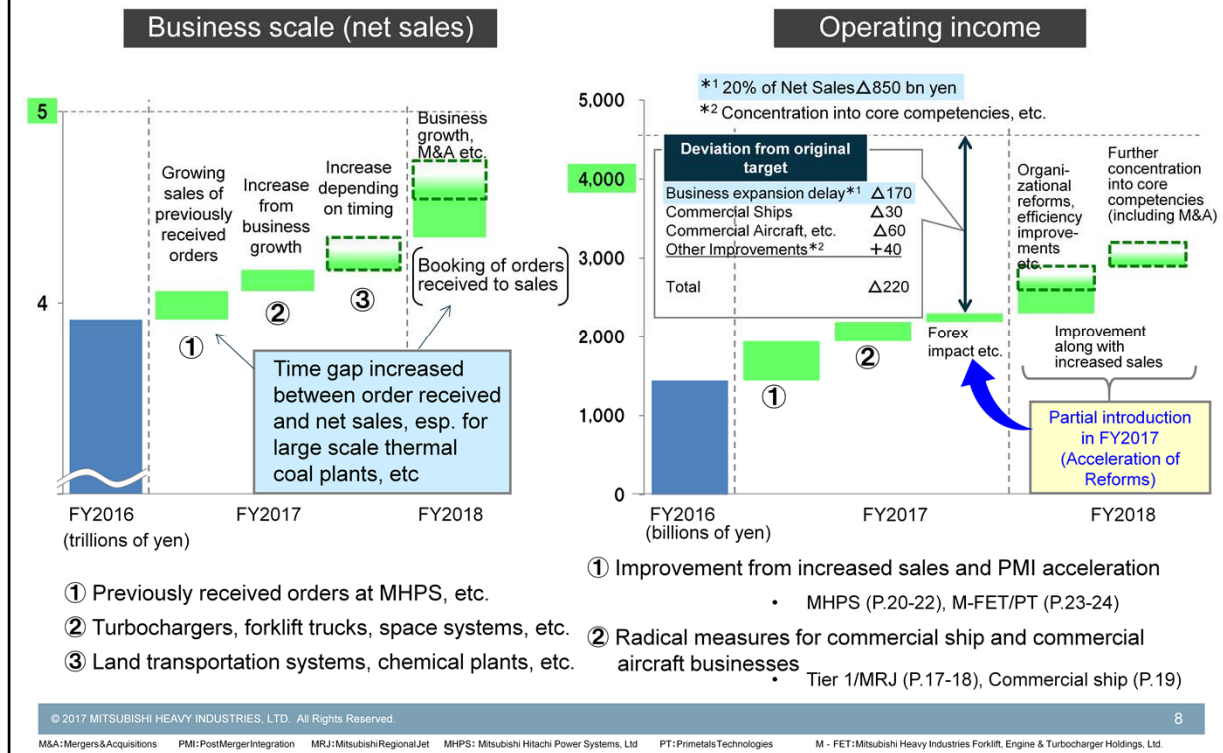 Business scale (net sales)
5
4
Growing
sales of
previously
received
orders
Increase
from
business
growth
Increase
depending
on timing
Business
growth,
M&A etc.
①
②
③
Booking of orders
received to sales
Time gap increased
between order received
and net sales, esp. for
large scale thermal
coal plants, etc
FY2016
FY2017
FY2018
(trillions of yen)
① Previously received orders at MHPS, etc.
② Turbochargers, forklift trucks, space systems, etc.
③ Land transportation systems, chemical plants, etc.
Operating income
*1 20% of Net Sales△850 bn yen
*2 Concentration into core competencies, etc.
5,000
4,000
3,000
2,000
1,000
0
Deviation from original
target
Business expansion delay*1 △170
Commercial Ships △30
Commercial Aircraft, etc. △60
Other Improvements*2 +40
Total △220
①
②
Forex
impact etc.
Organi-
zational
reforms,
efficiency
improve-
ments
etc.
Further
concentration
into core
competencies
(including M&A)
Improvement
along with
increased sales
Partial introduction
in FY2017
(Acceleration of
Reforms)
FY2016
FY2017
FY2018
(billions of yen)
① Improvement from increased sales and PMI acceleration
• MHPS (P.20-22), M-FET/PT (P.23-24)
② Radical measures for commercial ship and commercial
aircraft businesses
• Tier 1/MRJ (P.17-18), Commercial ship (P.19)
© 2017 MITSUBISHI HEAVY INDUSTRIES, LTD. All Rights Reserved.
8
M&A:Mergers&Acquisitions PMI:PostMergerIntegration MRJ:MitsubishiRegionalJet MHPS: Mitsubishi Hitachi Power Systems, Ltd PT:PrimetalsTechnologies M - FET:Mitsubishi Heavy Industries Forklift, Engine & Turbocharger Holdings, Ltd.